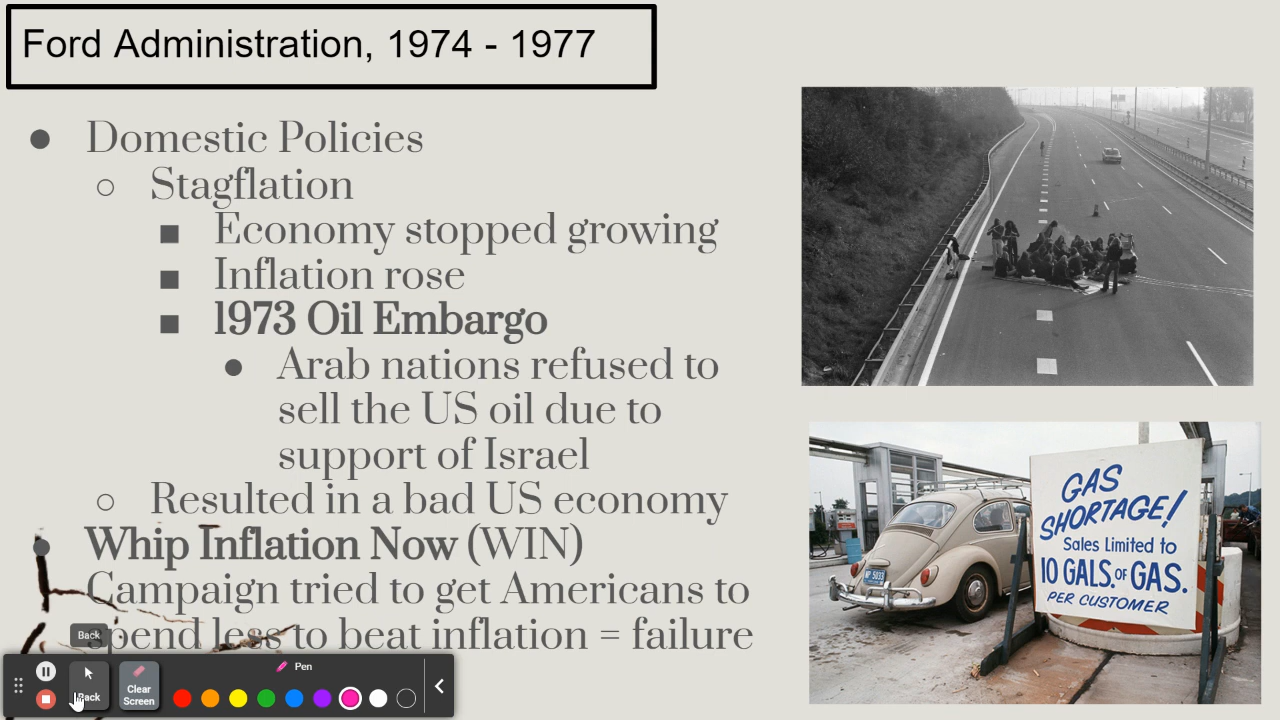 Ford Administration, 1974 - 1977
● Domestic Policies
○ Stagflation
■ Economy stopped growing
■ Inflation rose
■ 1973 Oil Embargo
● Arab nations refused to
sell the US oil due to
support of Israel
○ Resulted in a bad US economy
● Whip Inflation Now (WIN)
Campaign tried to get Americans to
spend less to beat inflation = failure
GAS
SHORTAGE!
Sales Limited to
10 GALS. OF GAS.
PER CUSTOMER
Back
Pen
Back
Clear
Screen